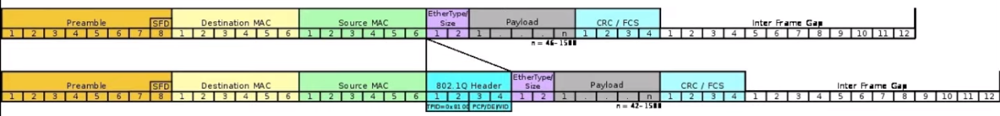 Preamble SFD Destination MAC Source MAC EtherType/ Size Payload CRC / FCS Inter Frame Gap
1 2 3 4 5 6 7 8 1 2 3 4 5 6 1 2 3 4 5 6 1 2 1 . . . n 1 2 3 4 1 2 3 4 5 6 7 8 9 10 11 12
n = 46-1500
Preamble SFD Destination MAC Source MAC 802.1Q Header EtherType/ Size Payload CRC / FCS Inter Frame Gap
1 2 3 4 5 6 7 8 1 2 3 4 5 6 1 2 3 4 5 6 1 2 3 4 1 2 1 . . . n 1 2 3 4 1 2 3 4 5 6 7 8 9 10 11 12
TPID=0x8100 PCP/DEI/VID n = 42-1500